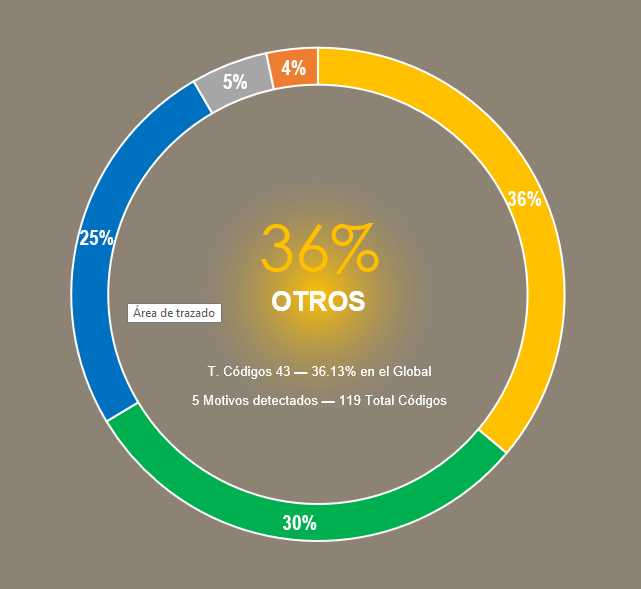 4%
5%
36%
25%
36%
OTROS
Área de trazado
T. Códigos 43 — 36.13% en el Global
5 Motivos detectados — 119 Total Códigos
30%